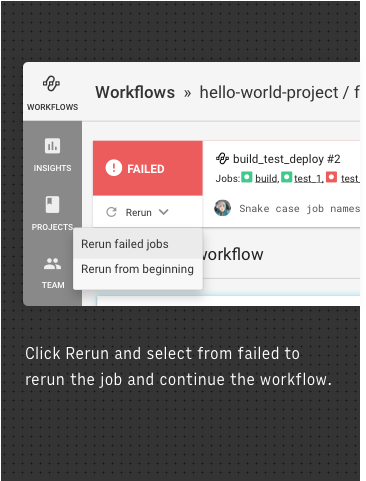 WORKFLOWS
Workflows » hello-world-project / f
INSIGHTS
PROJECTS
TEAM
! FAILED
Rerun
build_test_deploy #2
Jobs: build, test_1, test_
Snake case job names
Rerun failed jobs
Rerun from beginning
workflow
Click Rerun and select from failed to
rerun the job and continue the workflow.